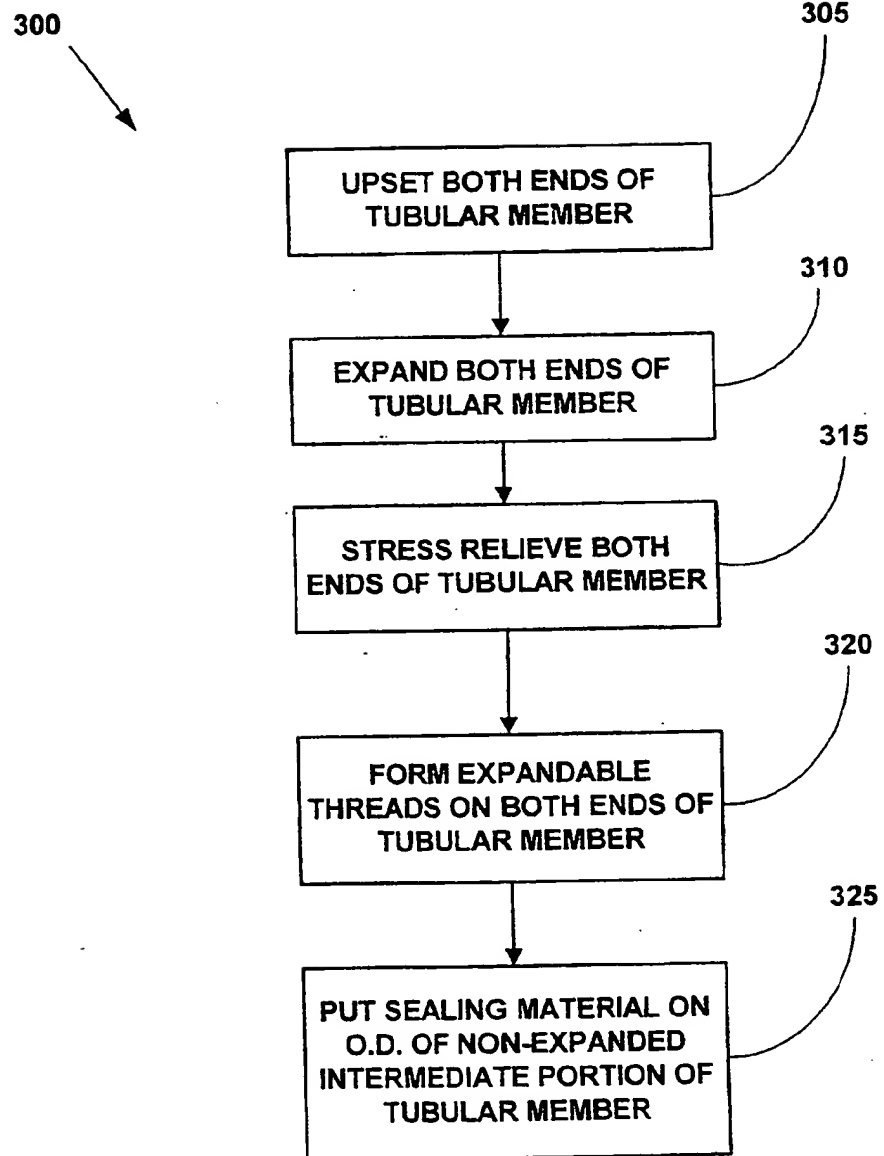 300
305
UPSET BOTH ENDS OF
TUBULAR MEMBER
310
EXPAND BOTH ENDS OF
TUBULAR MEMBER
315
STRESS RELIEVE BOTH
ENDS OF TUBULAR MEMBER
320
FORM EXPANDABLE
THREADS ON BOTH ENDS OF
TUBULAR MEMBER
325
PUT SEALING MATERIAL ON
O.D. OF NON-EXPANDED
INTERMEDIATE PORTION OF
TUBULAR MEMBER